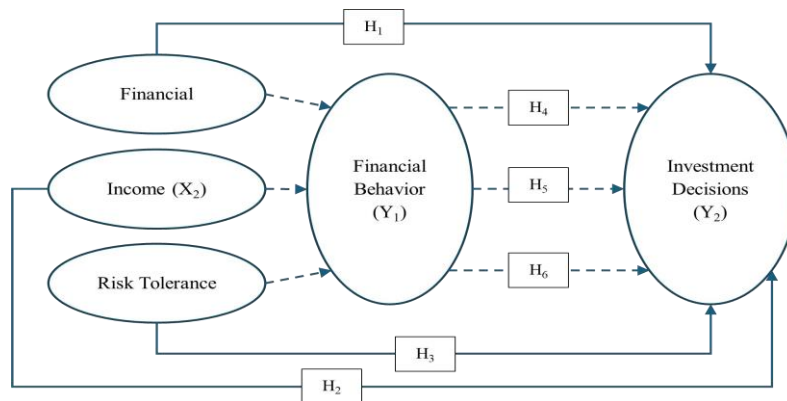 H₁
Financial
H₄
Financial
Behavior
(Y₁)
Investment
Decisions
(Y₂)
Income (X₂)
H₅
Risk Tolerance
H₆
H₃
H₂